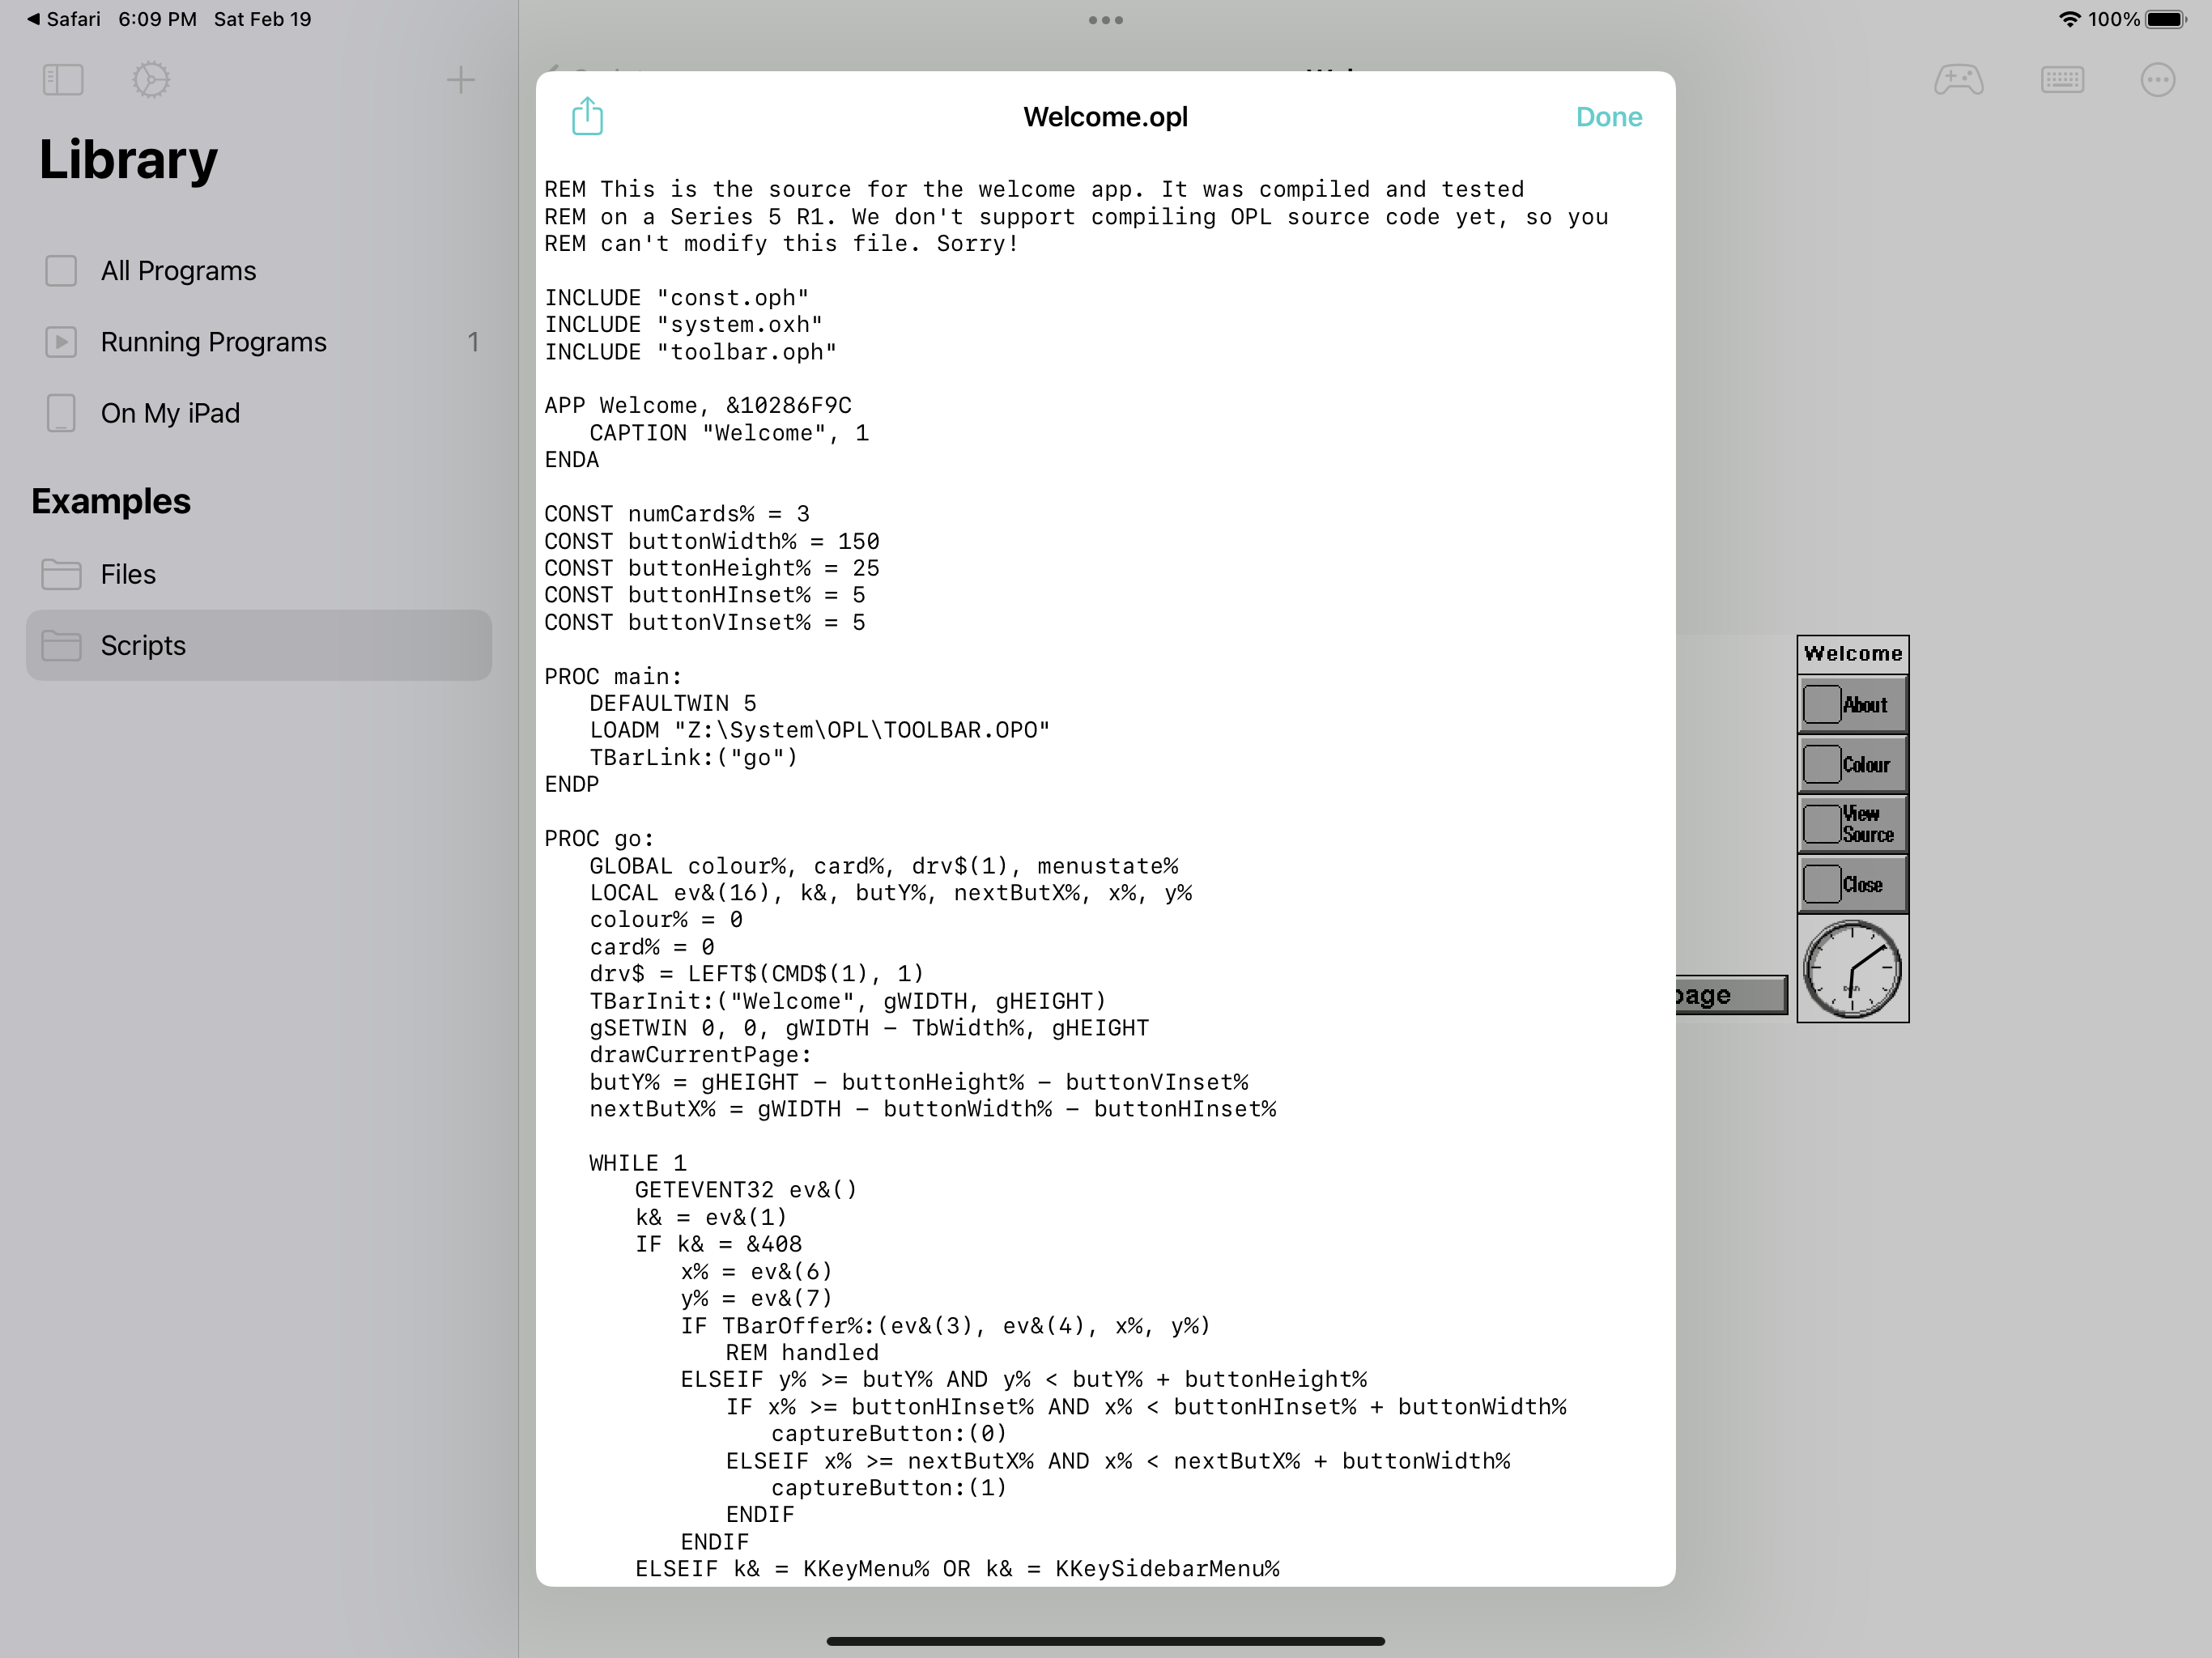 ◀ Safari 6:09 PM Sat Feb 19
100%
Library
All Programs
Running Programs 1
On My iPad
Examples
Files
Scripts
Welcome.opl
Done
REM This is the source for the welcome app. It was compiled and tested
REM on a Series 5 R1. We don't support compiling OPL source code yet, so you
REM can't modify this file. Sorry!
INCLUDE "const.oph"
INCLUDE "system.oxh"
INCLUDE "toolbar.oph"
APP Welcome, &10286F9C
CAPTION "Welcome", 1
ENDA
CONST numCards% = 3
CONST buttonWidth% = 150
CONST buttonHeight% = 25
CONST buttonHInset% = 5
CONST buttonVInset% = 5
PROC main:
DEFAULTWIN 5
LOADM "Z:\System\OPL\TOOLBAR.OPO"
TBarLink:("go")
ENDP
PROC go:
GLOBAL colour%, card%, drv$(1), menustate%
LOCAL ev&(16), k&, butY%, nextButX%, x%, y%
colour% = 0
card% = 0
drv$ = LEFT$(CMD$(1), 1)
TBarInit:("Welcome", gWIDTH, gHEIGHT)
gSETWIN 0, 0, gWIDTH - TbWidth%, gHEIGHT
drawCurrentPage:
butY% = gHEIGHT - buttonHeight% - buttonVInset%
nextButX% = gWIDTH - buttonWidth% - buttonHInset%
WHILE 1
GETEVENT32 ev&()
k& = ev&(1)
IF k& = &408
x% = ev&(6)
y% = ev&(7)
IF TBarOffer%:(ev&(3), ev&(4), x%, y%)
REM handled
ELSEIF y% >= butY% AND y% < butY% + buttonHeight%
IF x% >= buttonHInset% AND x% < buttonHInset% + buttonWidth%
captureButton:(0)
ELSEIF x% >= nextButX% AND x% < nextButX% + buttonWidth%
captureButton:(1)
ENDIF
ENDIF
ELSEIF k& = KKeyMenu% OR k& = KKeySidebarMenu%
Welcome
About
Colour
View
Source
Close
page